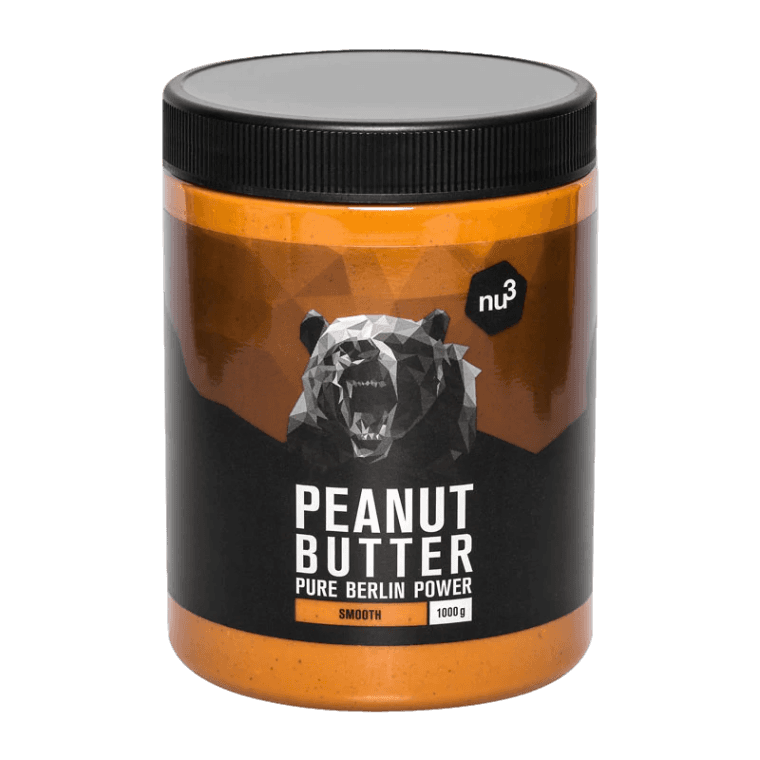 nu³
PEANUT
BUTTER
PURE BERLIN POWER
SMOOTH
1000 g